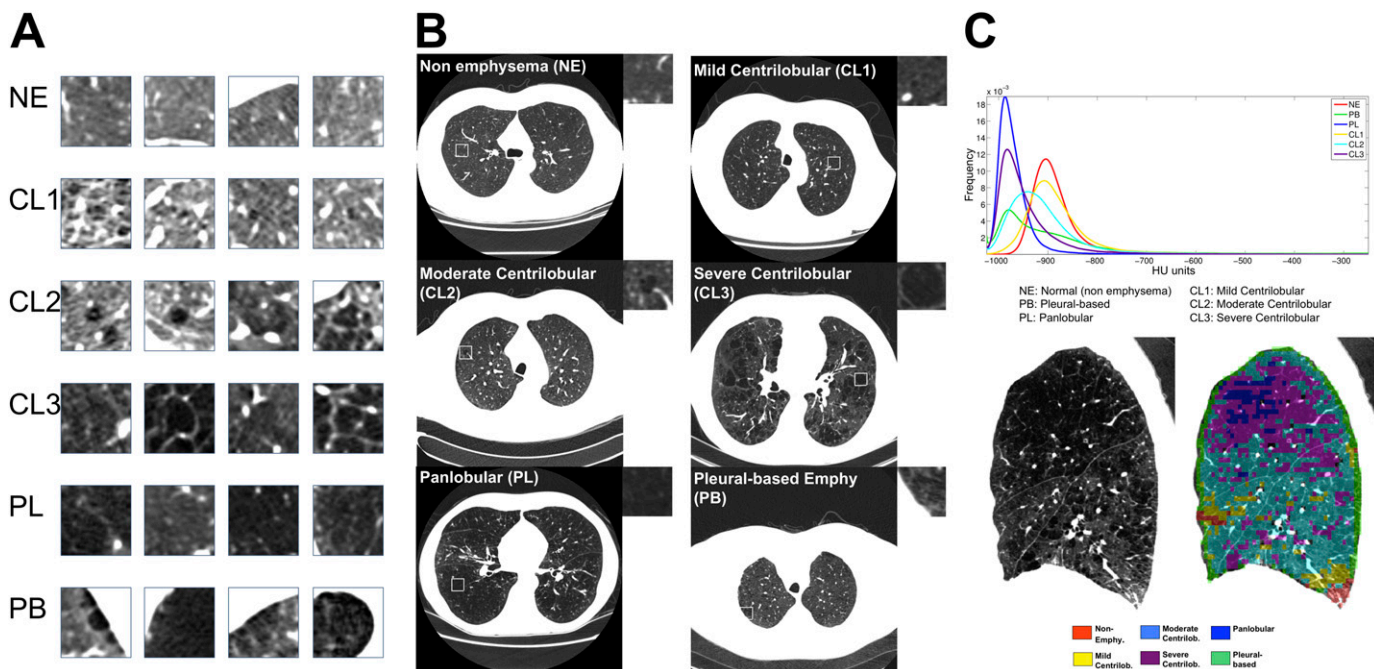 A
NE
CL1
CL2
CL3
PL
PB
B
Non emphysema (NE)
Mild Centrilobular (CL1)
Moderate Centrilobular
(CL2)
Severe Centrilobular
(CL3)
Panlobular (PL)
Pleural-based Emphy
(PB)
C
x 10⁻³
18
16
14
12
10
8
6
4
2
Frequency
−1000
−900
−800
−700
−600
−500
−400
−300
HU units
NE
PB
PL
CL1
CL2
CL3
NE: Normal (non emphysema)
PB: Pleural-based
PL: Panlobular
CL1: Mild Centrilobular
CL2: Moderate Centrilobular
CL3: Severe Centrilobular
Non-
Emphy.
Moderate
Centrilob.
Panlobular
Mild
Centrilob.
Severe
Centrilob.
Pleural-
based